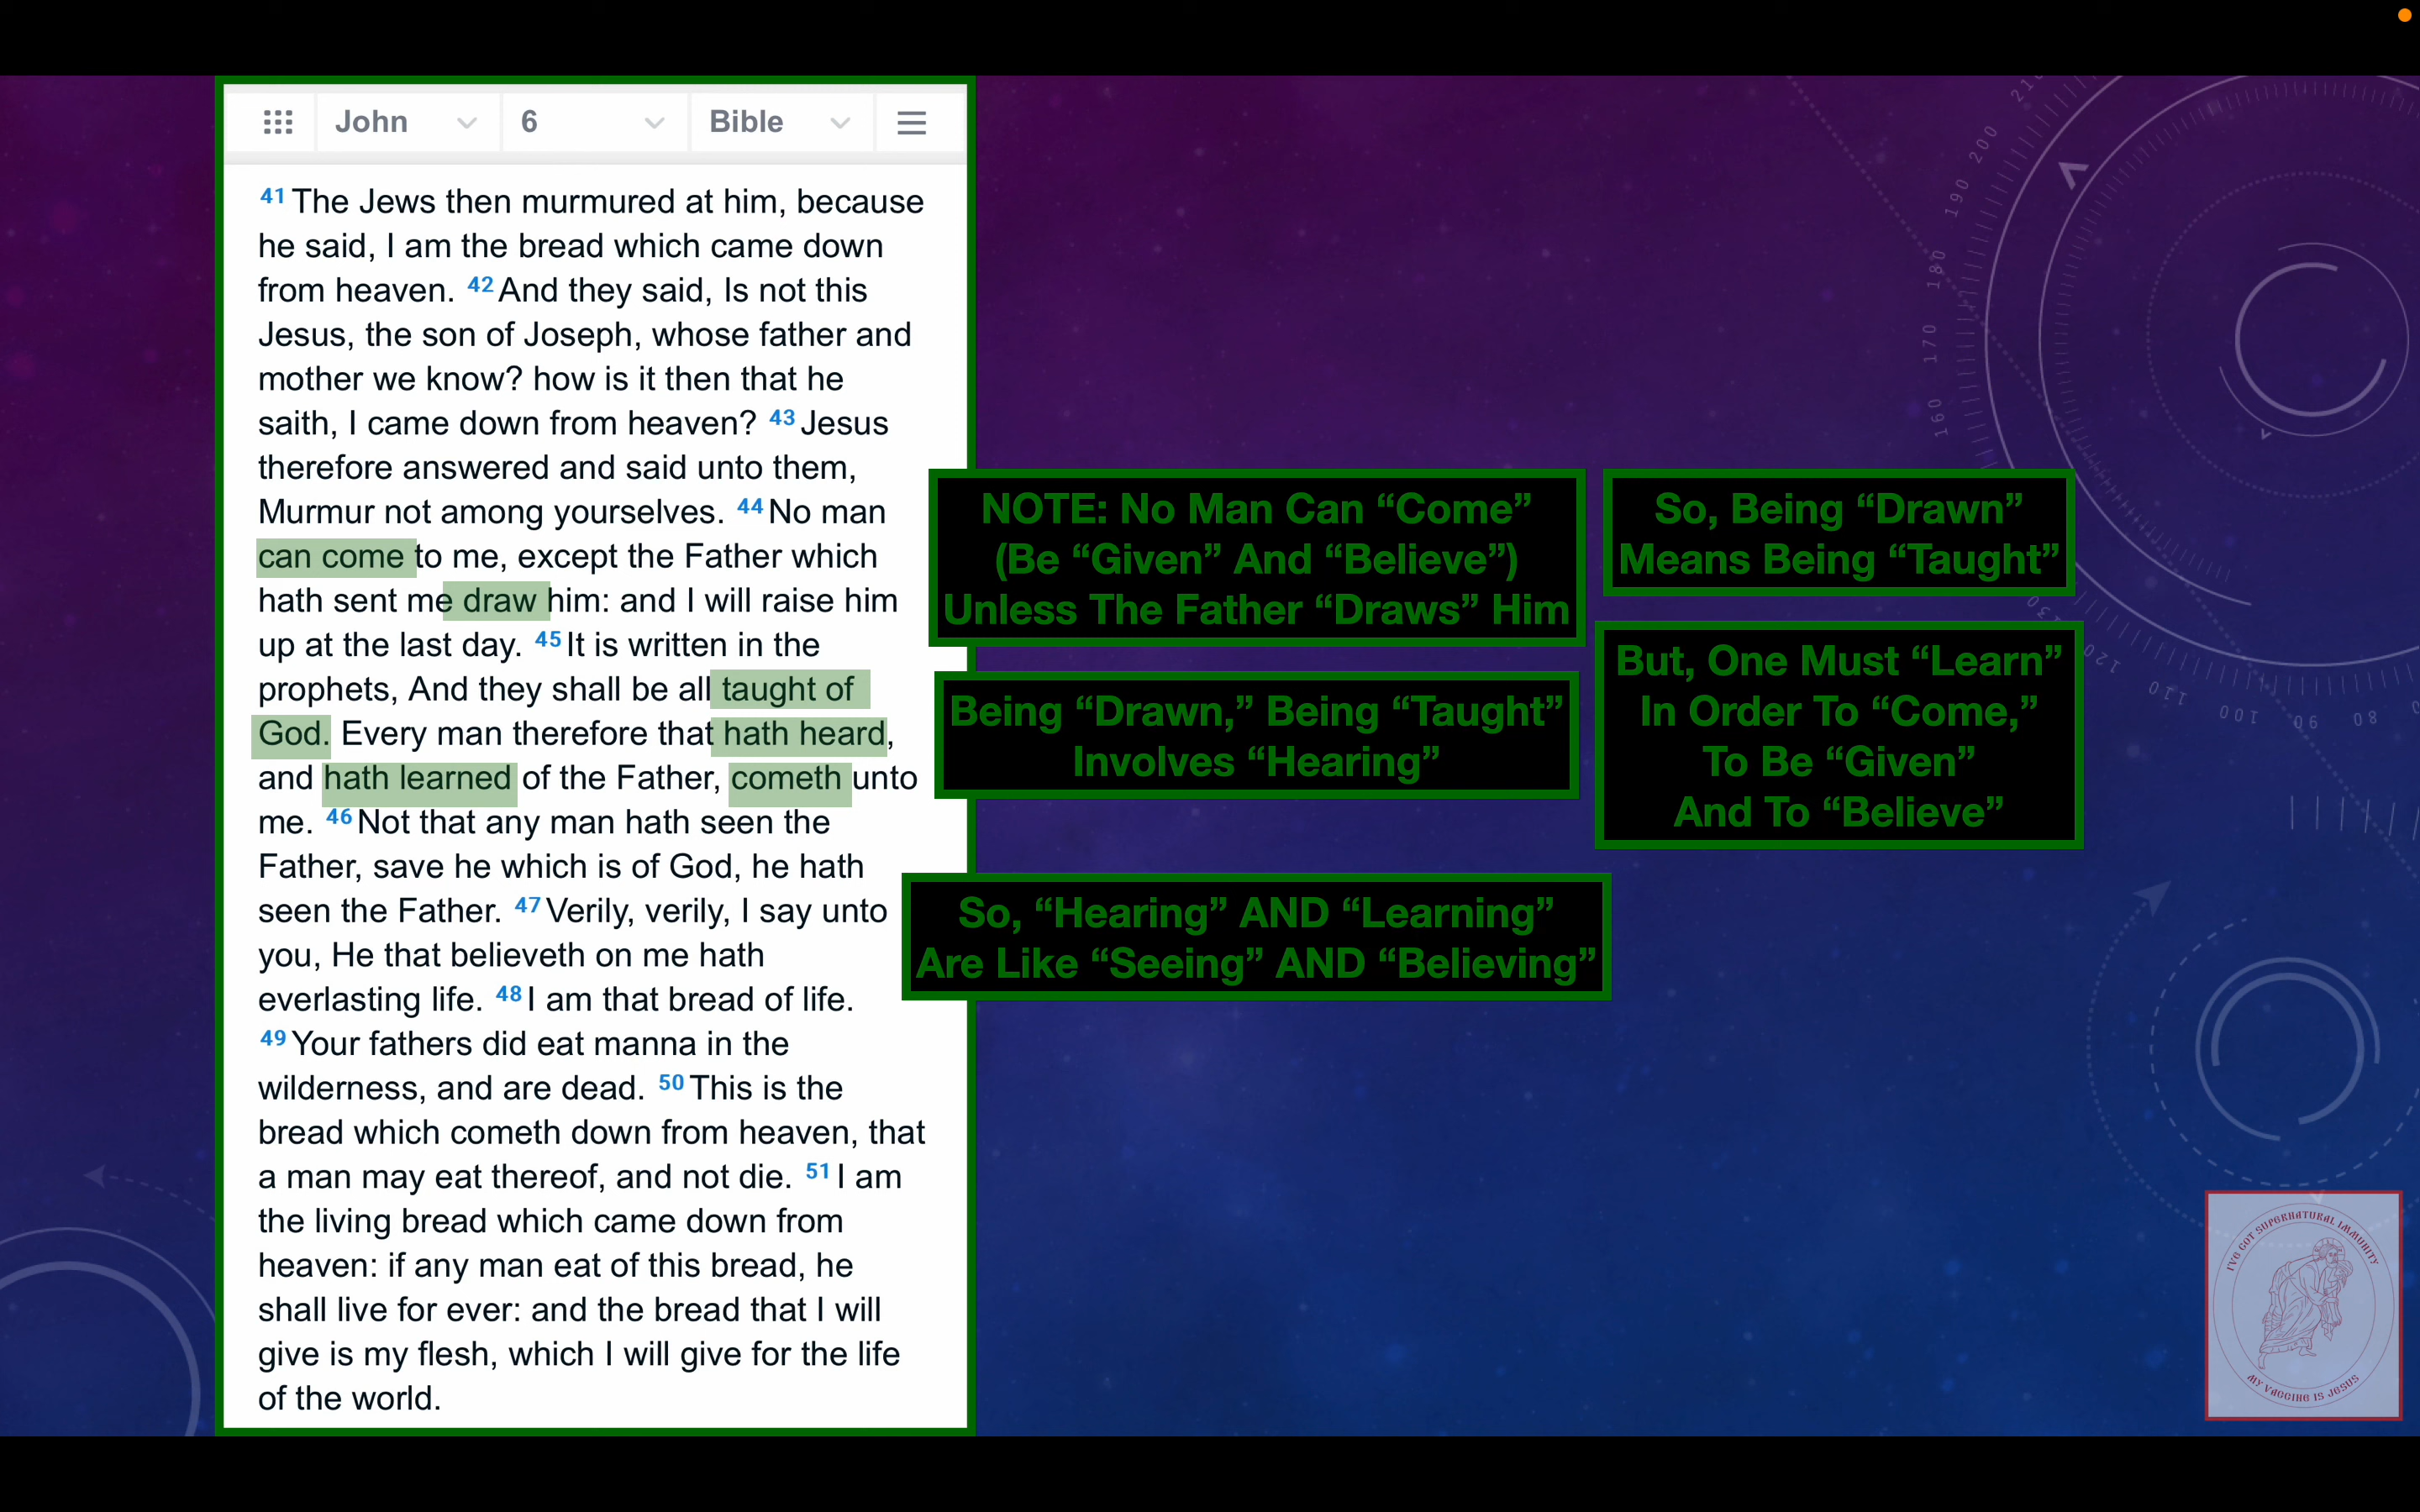 John 6 Bible
41 The Jews then murmured at him, because
he said, I am the bread which came down
from heaven. 42 And they said, Is not this
Jesus, the son of Joseph, whose father and
mother we know? how is it then that he
saith, I came down from heaven? 43 Jesus
therefore answered and said unto them,
Murmur not among yourselves. 44 No man
can come to me, except the Father which
hath sent me draw him: and I will raise him
up at the last day. 45 It is written in the
prophets, And they shall be all taught of
God. Every man therefore that hath heard,
and hath learned of the Father, cometh unto
me. 46 Not that any man hath seen the
Father, save he which is of God, he hath
seen the Father. 47 Verily, verily, I say unto
you, He that believeth on me hath
everlasting life. 48 I am that bread of life.
49 Your fathers did eat manna in the
wilderness, and are dead. 50 This is the
bread which cometh down from heaven, that
a man may eat thereof, and not die. 51 I am
the living bread which came down from
heaven: if any man eat of this bread, he
shall live for ever: and the bread that I will
give is my flesh, which I will give for the life
of the world.
NOTE: No Man Can “Come”
(Be “Given” And “Believe”)
Unless The Father “Draws” Him
Being “Drawn,” Being “Taught”
Involves “Hearing”
So, “Hearing” AND “Learning”
Are Like “Seeing” AND “Believing”
So, Being “Drawn”
Means Being “Taught”
But, One Must “Learn”
In Order To “Come,”
To Be “Given”
And To “Believe”
200
190
180
170
160
120
110
100
90
80
I'VE GOT SUPERNATURAL IMMUNITY
MY VACCINE IS JESUS